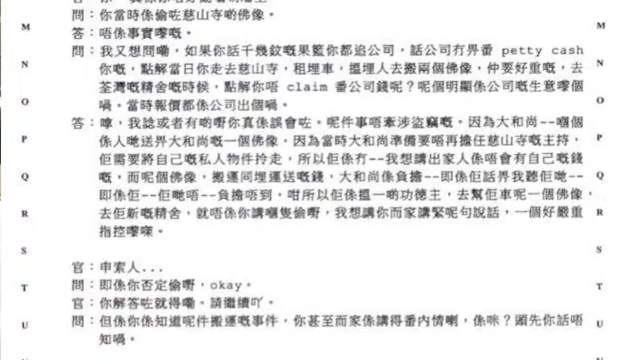 問：你當時係偷咗慈山寺啲佛像。
答：唔係事實嚟嘅。
問：我又想問嘞，如果你話千幾蚊嘅果籃你都追公司，話公司冇畀番 petty cash
你嘅，點解當日你走去慈山寺，租埋車，搵埋人去搬兩個佛像，仲要好重嘅，去
荃灣嘅精舍嘅時候，點解你唔 claim 番公司錢呢？呢個明顯係公司嘅生意嚟個
喎。當時報價都係公司出個喎。
答：嗱，我諗或者有啲嘢你真係誤會咗。呢件事唔牽涉盜竊嘅。因為大和尚--嗰個
係人哋送畀大和尚嘅一個佛像，因為當時大和尚準備要唔再擔任慈山寺嘅主持，
佢需要將自己嘅私人物件拎走，所以佢係冇--我想講出家人係唔會有自己嘅錢
嘅，而呢個佛像，搬運同埋運送嘅錢，大和尚係負擔--即係佢話畀我聽佢哋--
即係佢--佢哋唔--負擔唔到，咁所以佢係搵一啲功德主，去幫佢車呢一個佛像，
去佢新嘅精舍，就唔係你講嗰隻偷嘢，我想講你而家講緊呢句說話，一個好嚴重
指控嚟㗎。
官：申索人...
問：即係你否定偷嘢，okay。
官：你解答咗就得嘞。請繼續吖。
問：但係你係知道呢件搬運嘅事件，你甚至而家係講得番內情喇，係咪？頭先你話唔
知喎。
M
N
O
P
Q
R
S
T
U
M
N
O
P
Q
R
S
T
U